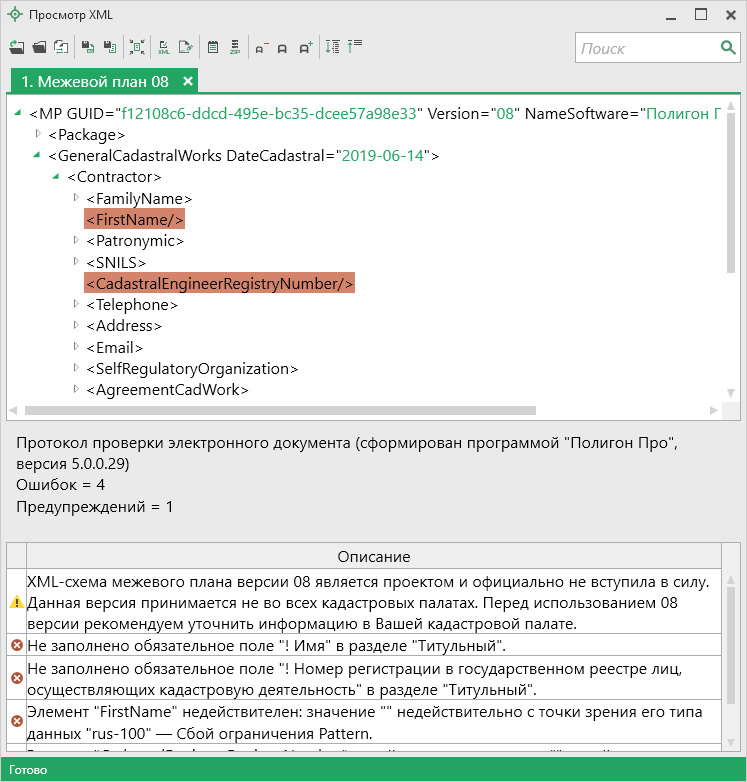 Просмотр XML
XML
ZIP
Поиск
1. Межевой план 08
<MP GUID="f12108c6-ddcd-495e-bc35-dcee57a98e33" Version="08" NameSoftware="Полигон П
<Package>
<GeneralCadastralWorks DateCadastral="2019-06-14">
<Contractor>
<FamilyName>
<FirstName/>
<Patronymic>
<SNILS>
<CadastralEngineerRegistryNumber/>
<Telephone>
<Address>
<Email>
<SelfRegulatoryOrganization>
<AgreementCadWork>
Протокол проверки электронного документа (сформирован программой "Полигон Про",
версия 5.0.0.29)
Ошибок = 4
Предупреждений = 1
Описание
XML-схема межевого плана версии 08 является проектом и официально не вступила в силу.
Данная версия принимается не во всех кадастровых палатах. Перед использованием 08
версии рекомендуем уточнить информацию в Вашей кадастровой палате.
Не заполнено обязательное поле "! Имя" в разделе "Титульный".
Не заполнено обязательное поле "! Номер регистрации в государственном реестре лиц,
осуществляющих кадастровую деятельность" в разделе "Титульный".
Элемент "FirstName" недействителен: значение "" недействительно с точки зрения его типа
данных "rus-100" — Сбой ограничения Pattern.
Готово